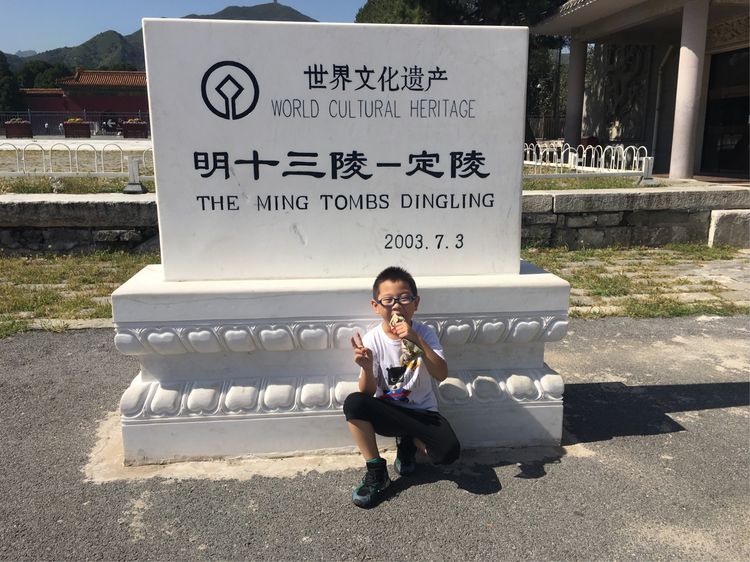 世界文化遗产
WORLD CULTURAL HERITAGE
明十三陵-定陵
THE MING TOMBS DINGLING
2003.7.3